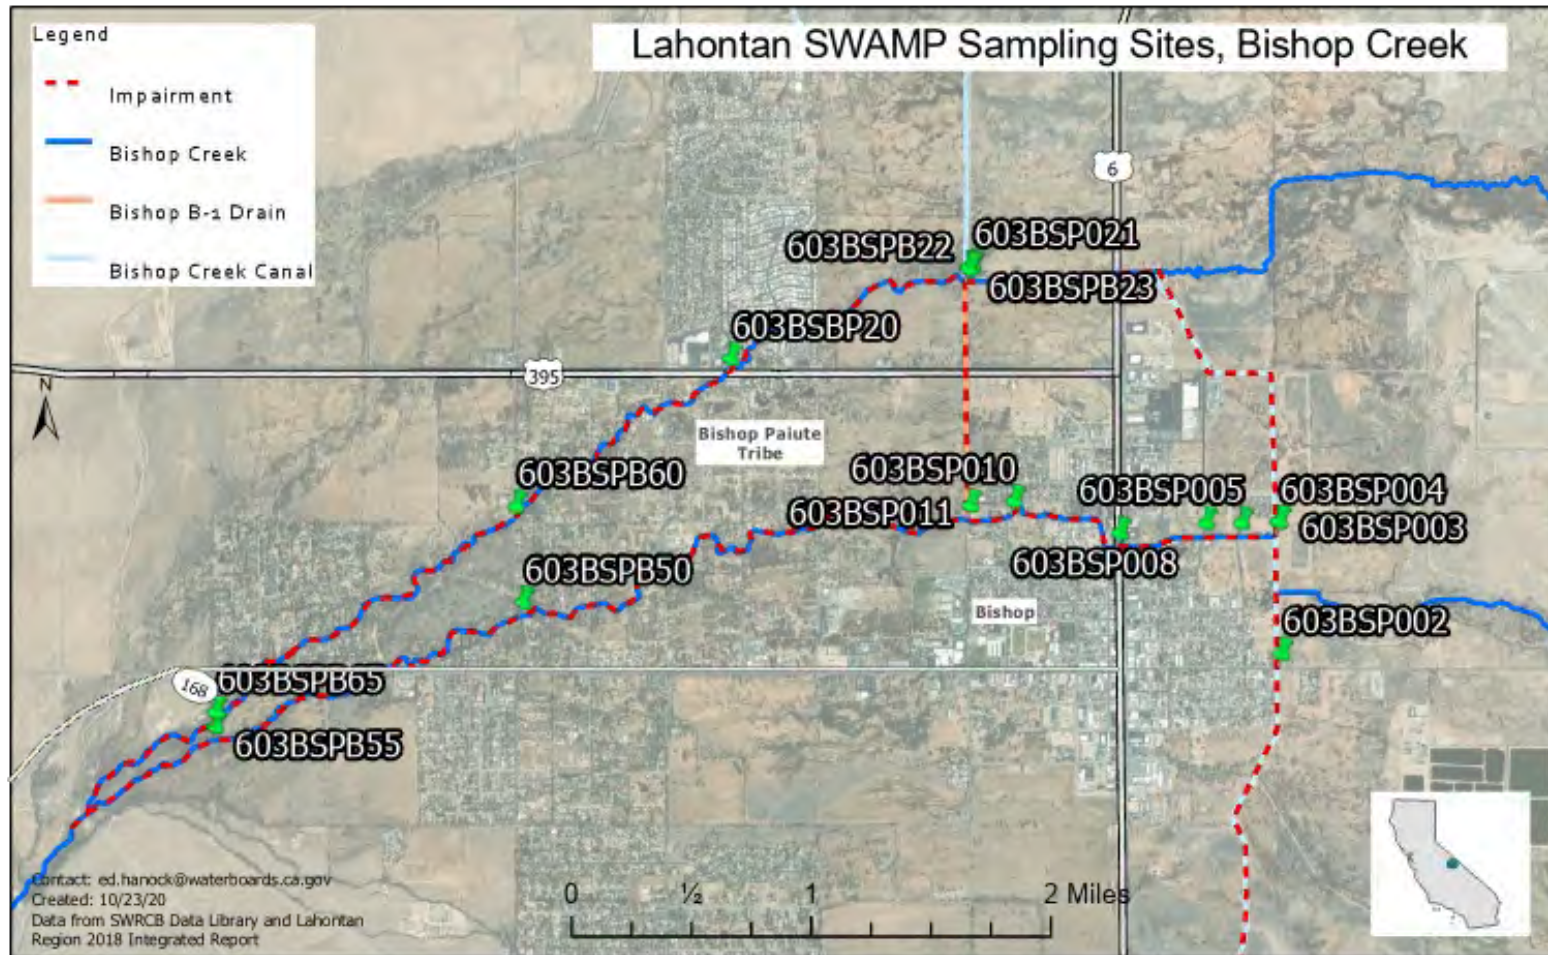 Legend
Lahontan SWAMP Sampling Sites, Bishop Creek
Impairment
Bishop Creek
Bishop B-1 Drain
Bishop Creek Canal
6
603BSPB22
603BSP021
603BSPB23
603BSBP20
395
N
Bishop Paiute
Tribe
603BSPB60
603BSP010
603BSP005
603BSP004
603BSP011
603BSP003
603BSP008
603BSPB50
Bishop
603BSP002
168
603BSPB65
603BSPB55
Contact: ed.hanock@waterboards.ca.gov
Created: 10/23/20
Data from SWRCB Data Library and Lahontan
Region 2018 Integrated Report
0 ½ 1 2 Miles